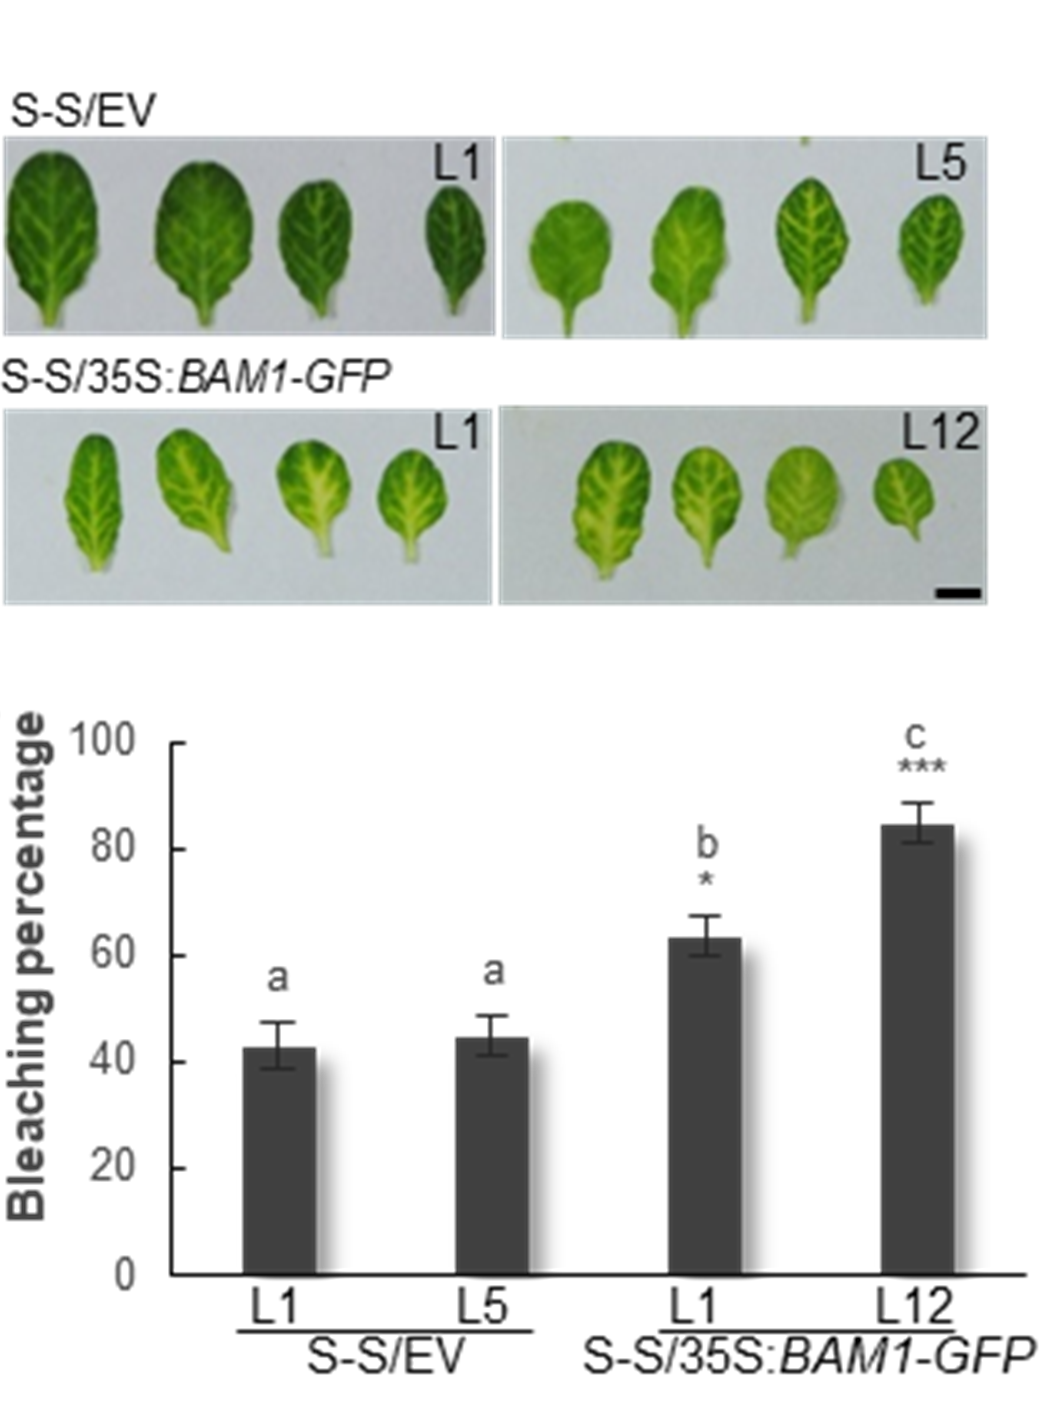 S-S/EV
L1
L5
S-S/35S:BAM1-GFP
L1
L12
Bleaching percentage
100
80
60
40
20
0
a
a
b
*
c
***
L1
L5
L1
L12
S-S/EV
S-S/35S:BAM1-GFP